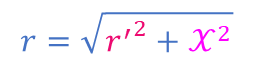 r = √(r′² + 𝒳²)